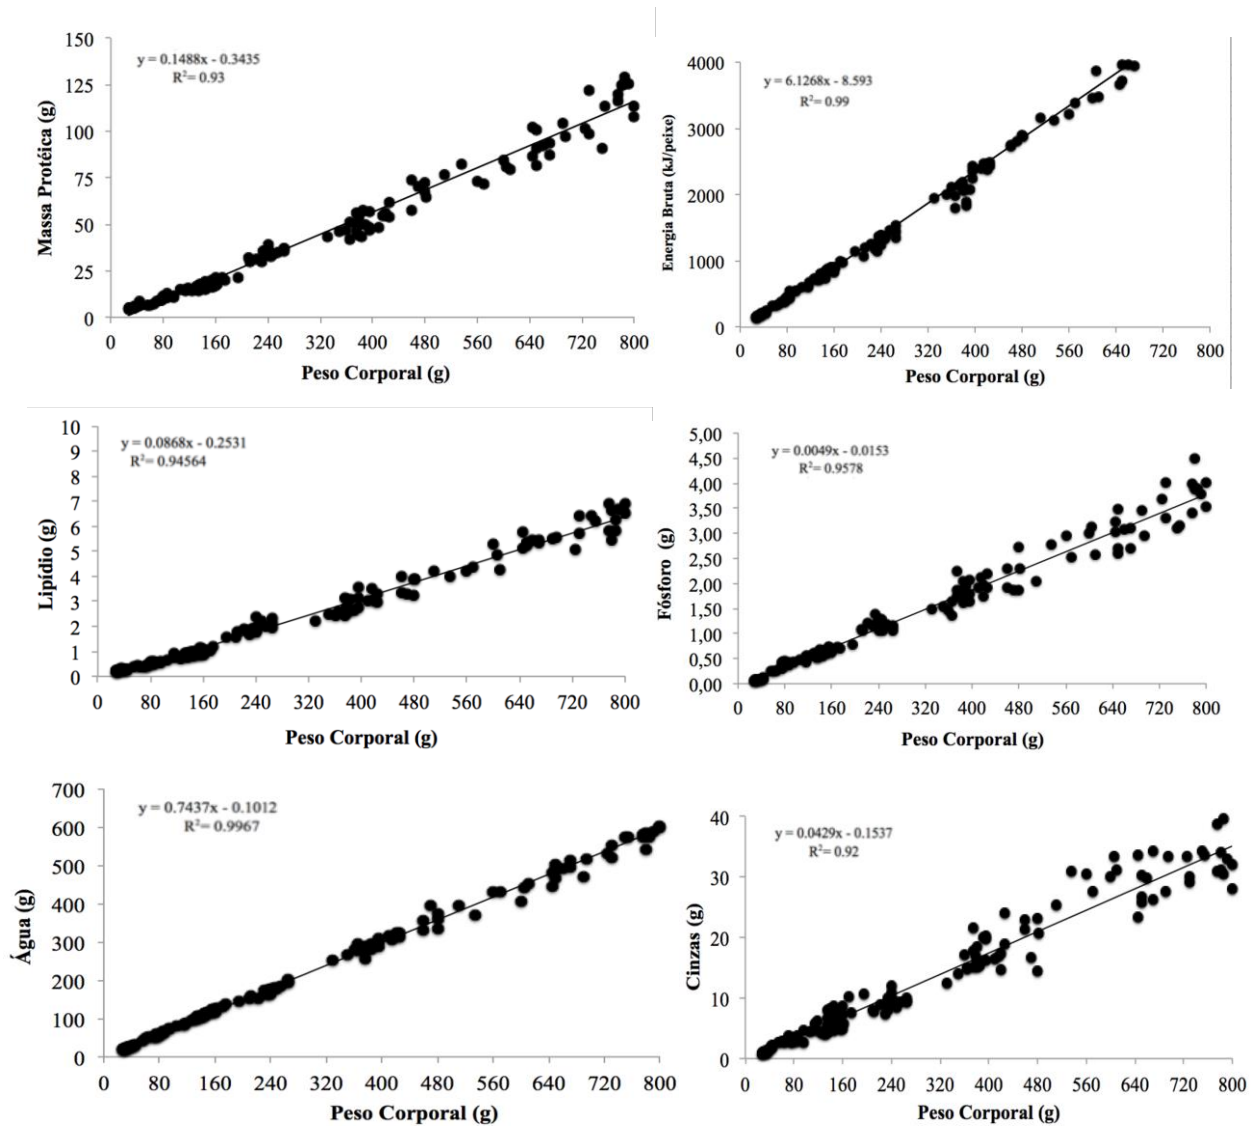 150
125
100
75
50
25
0
Massa Protéica (g)
y = 0.1488x - 0.3435
R²= 0.93
0 80 160 240 320 400 480 560 640 720 800
Peso Corporal (g)
4000
3000
2000
1000
0
Energia Bruta (kJ/peixe)
y = 6.1268x - 8.593
R²= 0.99
0 80 160 240 320 400 480 560 640 720 800
Peso Corporal (g)
10
9
8
7
6
5
4
3
2
1
0
Lipídio (g)
y = 0.0868x - 0.2531
R²= 0.94564
0 80 160 240 320 400 480 560 640 720 800
Peso Corporal (g)
5,00
4,50
4,00
3,50
3,00
2,50
2,00
1,50
1,00
0,50
0,00
Fósforo (g)
y = 0.0049x - 0.0153
R²= 0.9578
0 80 160 240 320 400 480 560 640 720 800
Peso Corporal (g)
700
600
500
400
300
200
100
0
Água (g)
y = 0.7437x - 0.1012
R²= 0.9967
0 80 160 240 320 400 480 560 640 720 800
Peso Corporal (g)
40
30
20
10
0
Cinzas (g)
y = 0.0429x - 0.1537
R²= 0.92
0 80 160 240 320 400 480 560 640 720 800
Peso Corporal (g)